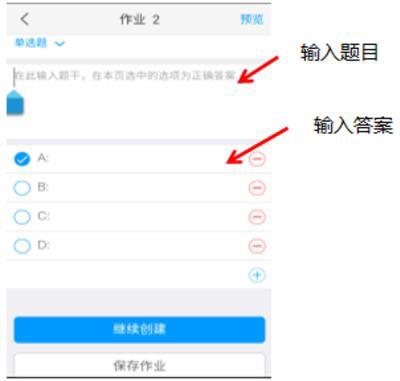 作业 2
预览
单选题
在此输入题干，在本页选中的选项为正确答案
输入题目
输入答案
A:
B:
C:
D:
继续创建
保存作业